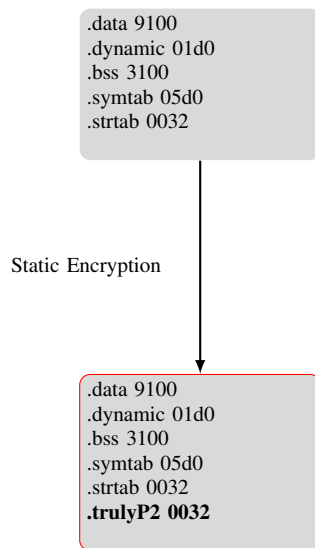 .data 9100
.dynamic 01d0
.bss 3100
.symtab 05d0
.strtab 0032
Static Encryption
.data 9100
.dynamic 01d0
.bss 3100
.symtab 05d0
.strtab 0032
.trulyP2 0032